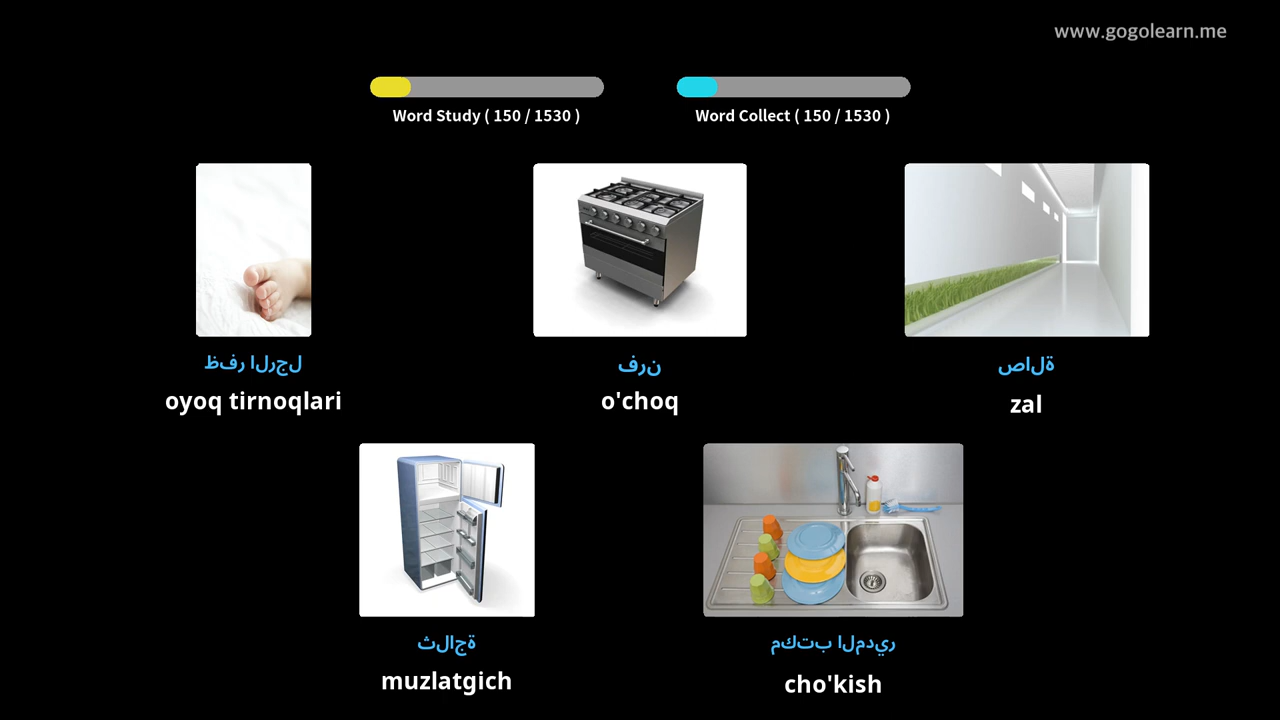 www.gogolearn.me
Word Study ( 150 / 1530 )
Word Collect ( 150 / 1530 )
ظفر الرجل
oyoq tirnoqlari
فرن
o'choq
صالة
zal
ثلاجة
muzlatgich
مكتب المدير
cho'kish